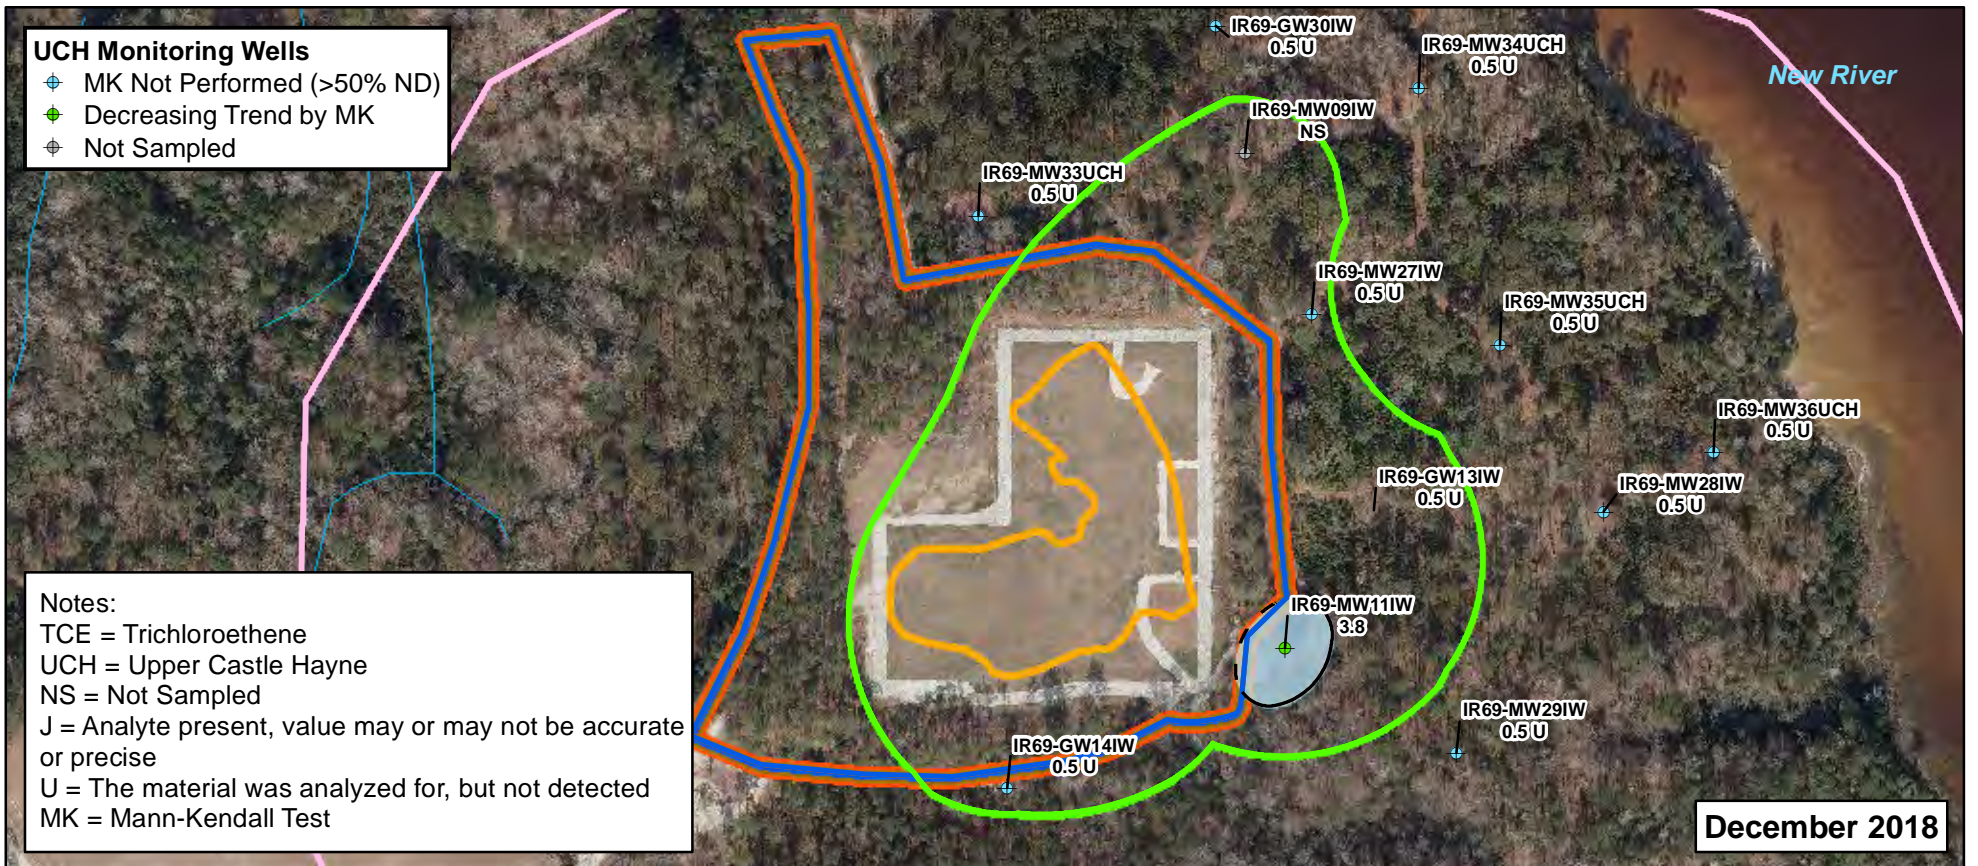 UCH Monitoring Wells
MK Not Performed (>50% ND)
Decreasing Trend by MK
Not Sampled
IR69-GW30IW
0.5 U
IR69-MW34UCH
0.5 U
New River
IR69-MW09IW
NS
IR69-MW33UCH
0.5 U
IR69-MW27IW
0.5 U
IR69-MW35UCH
0.5 U
IR69-MW36UCH
0.5 U
IR69-GW13IW
0.5 U
IR69-MW28IW
0.5 U
IR69-MW11IW
3.8
IR69-MW29IW
0.5 U
IR69-GW14IW
0.5 U
Notes:
TCE = Trichloroethene
UCH = Upper Castle Hayne
NS = Not Sampled
J = Analyte present, value may or may not be accurate
or precise
U = The material was analyzed for, but not detected
MK = Mann-Kendall Test
December 2018